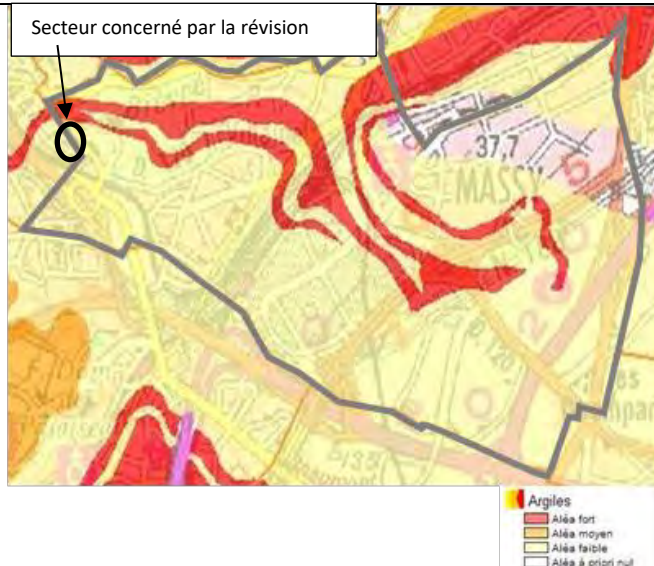 Secteur concerné par la révision
37,7
MASSY
Argiles
Aléa fort
Aléa moyen
Aléa faible
Aléa à priori nul